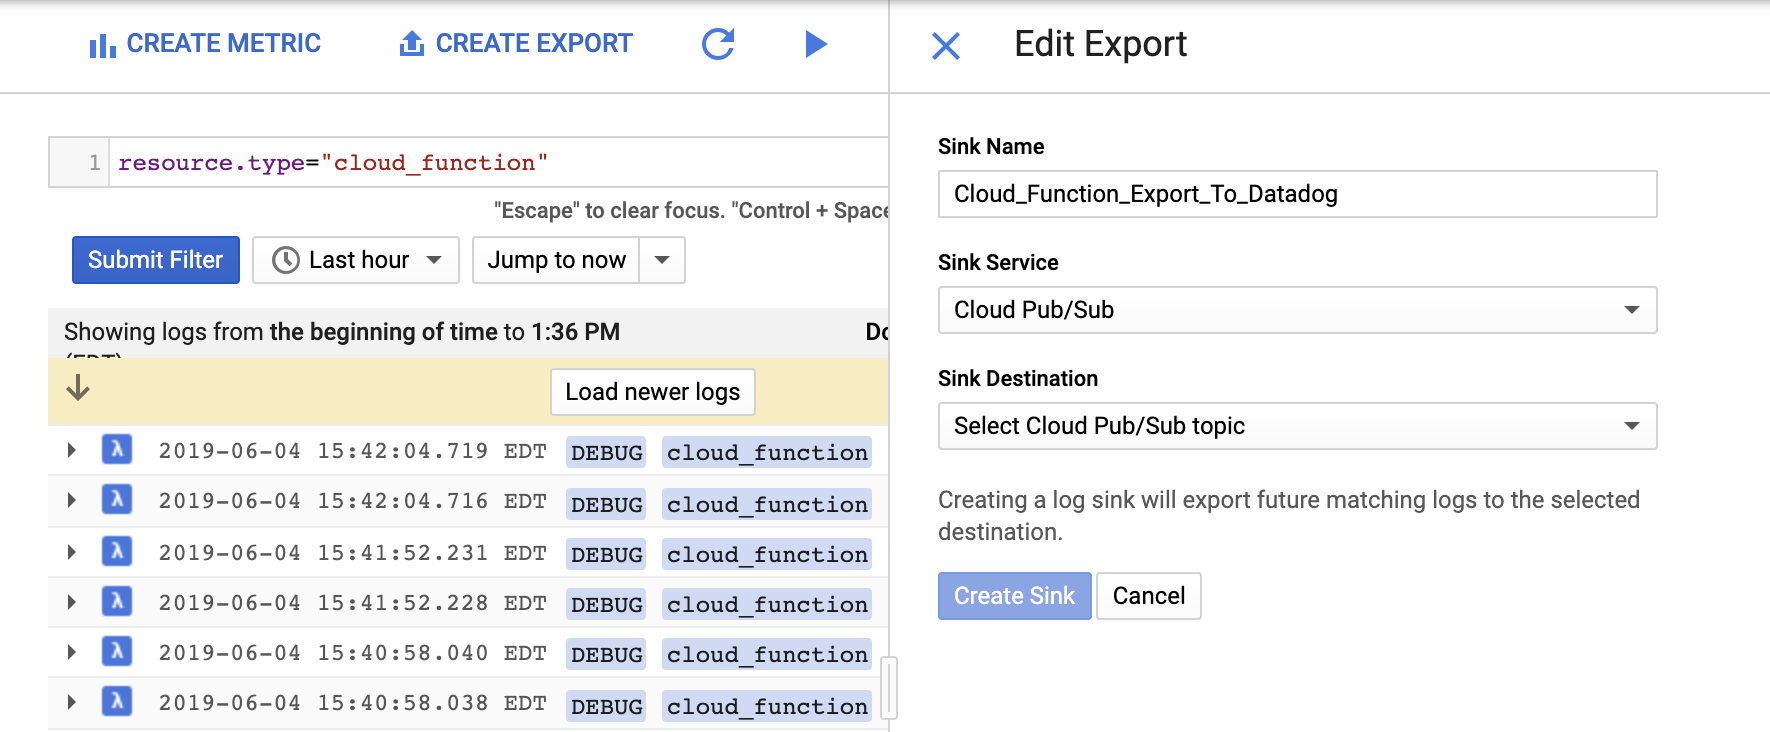 CREATE METRIC
CREATE EXPORT
Edit Export
1 resource.type="cloud_function"
"Escape" to clear focus. "Control + Space
Submit Filter
Last hour
Jump to now
Showing logs from the beginning of time to 1:36 PM
(EDT)
Load newer logs
2019-06-04 15:42:04.719 EDT DEBUG cloud_function
2019-06-04 15:42:04.716 EDT DEBUG cloud_function
2019-06-04 15:41:52.231 EDT DEBUG cloud_function
2019-06-04 15:41:52.228 EDT DEBUG cloud_function
2019-06-04 15:40:58.040 EDT DEBUG cloud_function
2019-06-04 15:40:58.038 EDT DEBUG cloud_function
Sink Name
Cloud_Function_Export_To_Datadog
Sink Service
Cloud Pub/Sub
Sink Destination
Select Cloud Pub/Sub topic
Creating a log sink will export future matching logs to the selected
destination.
Create Sink
Cancel